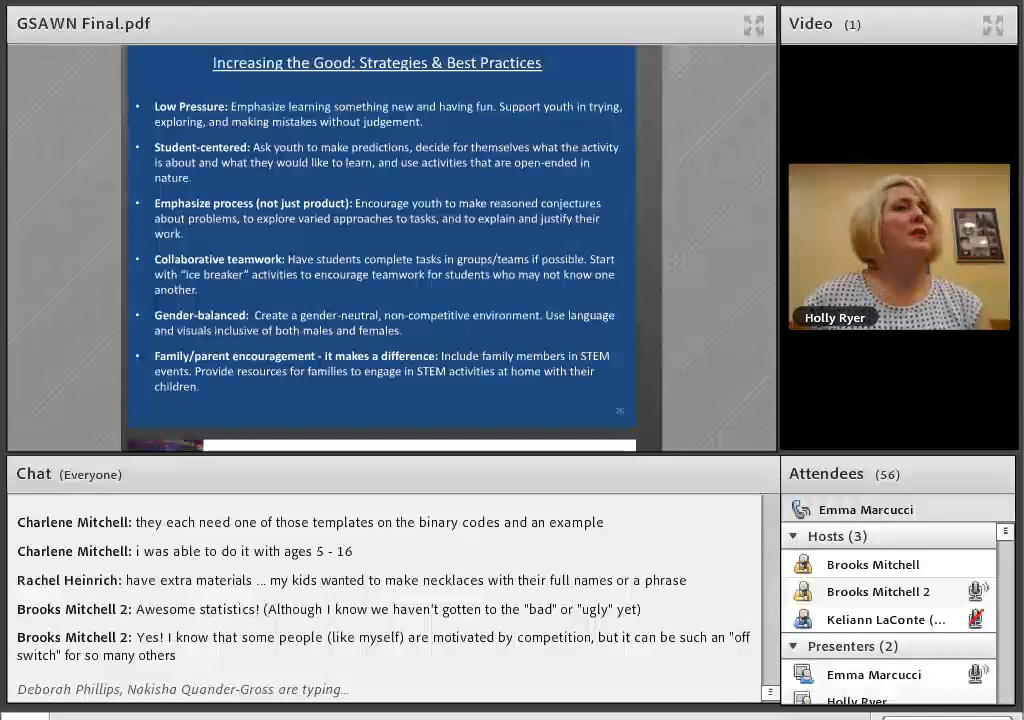 GSAWN Final.pdf
Increasing the Good: Strategies & Best Practices
• Low Pressure: Emphasize learning something new and having fun. Support youth in trying,
exploring, and making mistakes without judgement.
• Student-centered: Ask youth to make predictions, decide for themselves what the activity
is about and what they would like to learn, and use activities that are open-ended in
nature.
• Emphasize process (not just product): Encourage youth to make reasoned conjectures
about problems, to explore varied approaches to tasks, and to explain and justify their
work.
• Collaborative teamwork: Have students complete tasks in groups/teams if possible. Start
with “ice breaker” activities to encourage teamwork for students who may not know one
another.
• Gender-balanced: Create a gender-neutral, non-competitive environment. Use language
and visuals inclusive of both males and females.
• Family/parent encouragement - it makes a difference: Include family members in STEM
events. Provide resources for families to engage in STEM activities at home with their
children.
26
Video (1)
Holly Ryer
Chat (Everyone)
Charlene Mitchell: they each need one of those templates on the binary codes and an example
Charlene Mitchell: i was able to do it with ages 5 - 16
Rachel Heinrich: have extra materials ... my kids wanted to make necklaces with their full names or a phrase
Brooks Mitchell 2: Awesome statistics! (Although I know we haven't gotten to the "bad" or "ugly" yet)
Brooks Mitchell 2: Yes! I know that some people (like myself) are motivated by competition, but it can be such an "off
switch" for so many others
Deborah Phillips, Nakisha Quander-Gross are typing...
Attendees (56)
Emma Marcucci
Hosts (3)
Brooks Mitchell
Brooks Mitchell 2
Keliann LaConte (...
Presenters (2)
Emma Marcucci
Holly Ryer